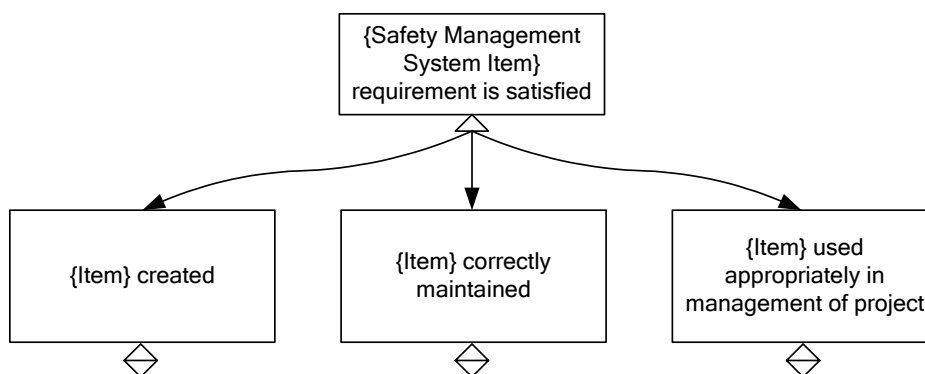 {Safety Management
System Item}
requirement is satisfied
{Item} created
{Item} correctly
maintained
{Item} used
appropriately in
management of project